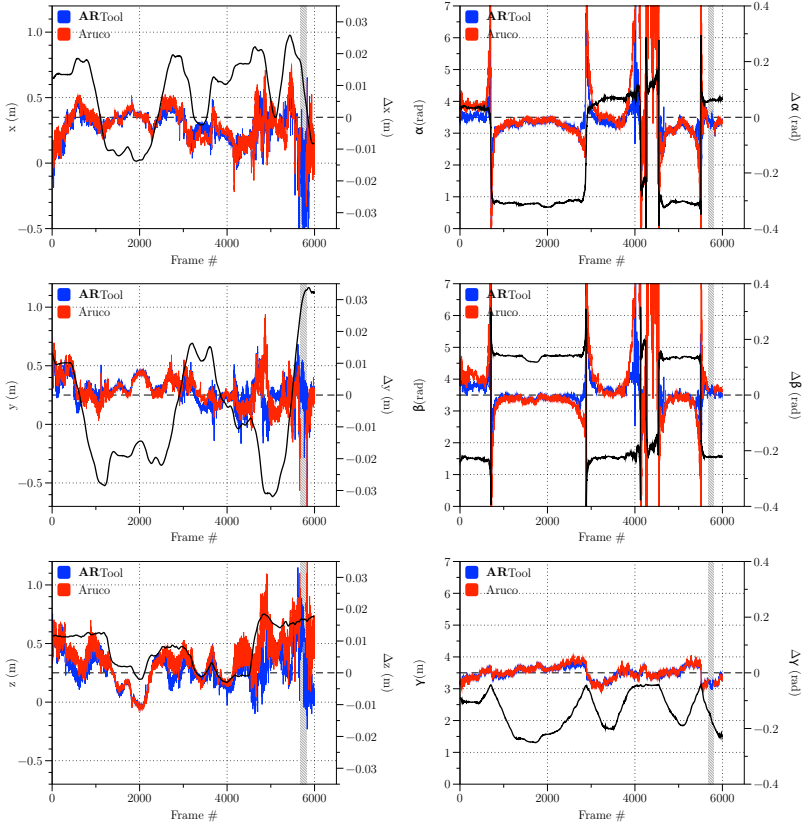 ARTool
Aruco
1.0
0.5
0
−0.5
x (m)
0.03
0.02
0.01
0
−0.01
−0.02
−0.03
Δx (m)
0 2000 4000 6000
Frame #
ARTool
Aruco
7
6
5
4
3
2
1
0
α(rad)
0.4
0.2
0
−0.2
−0.4
Δα (rad)
0 2000 4000 6000
Frame #
ARTool
Aruco
1.0
0.5
0
−0.5
y (m)
0.03
0.02
0.01
0
−0.01
−0.02
−0.03
Δy (m)
0 2000 4000 6000
Frame #
ARTool
Aruco
7
6
5
4
3
2
1
0
β(rad)
0.4
0.2
0
−0.2
−0.4
Δβ (rad)
0 2000 4000 6000
Frame #
ARTool
Aruco
1.0
0.5
0
−0.5
z (m)
0.03
0.02
0.01
0
−0.01
−0.02
−0.03
Δz (m)
0 2000 4000 6000
Frame #
ARTool
Aruco
7
6
5
4
3
2
1
0
γ(m)
0.4
0.2
0
−0.2
−0.4
Δγ (rad)
0 2000 4000 6000
Frame #